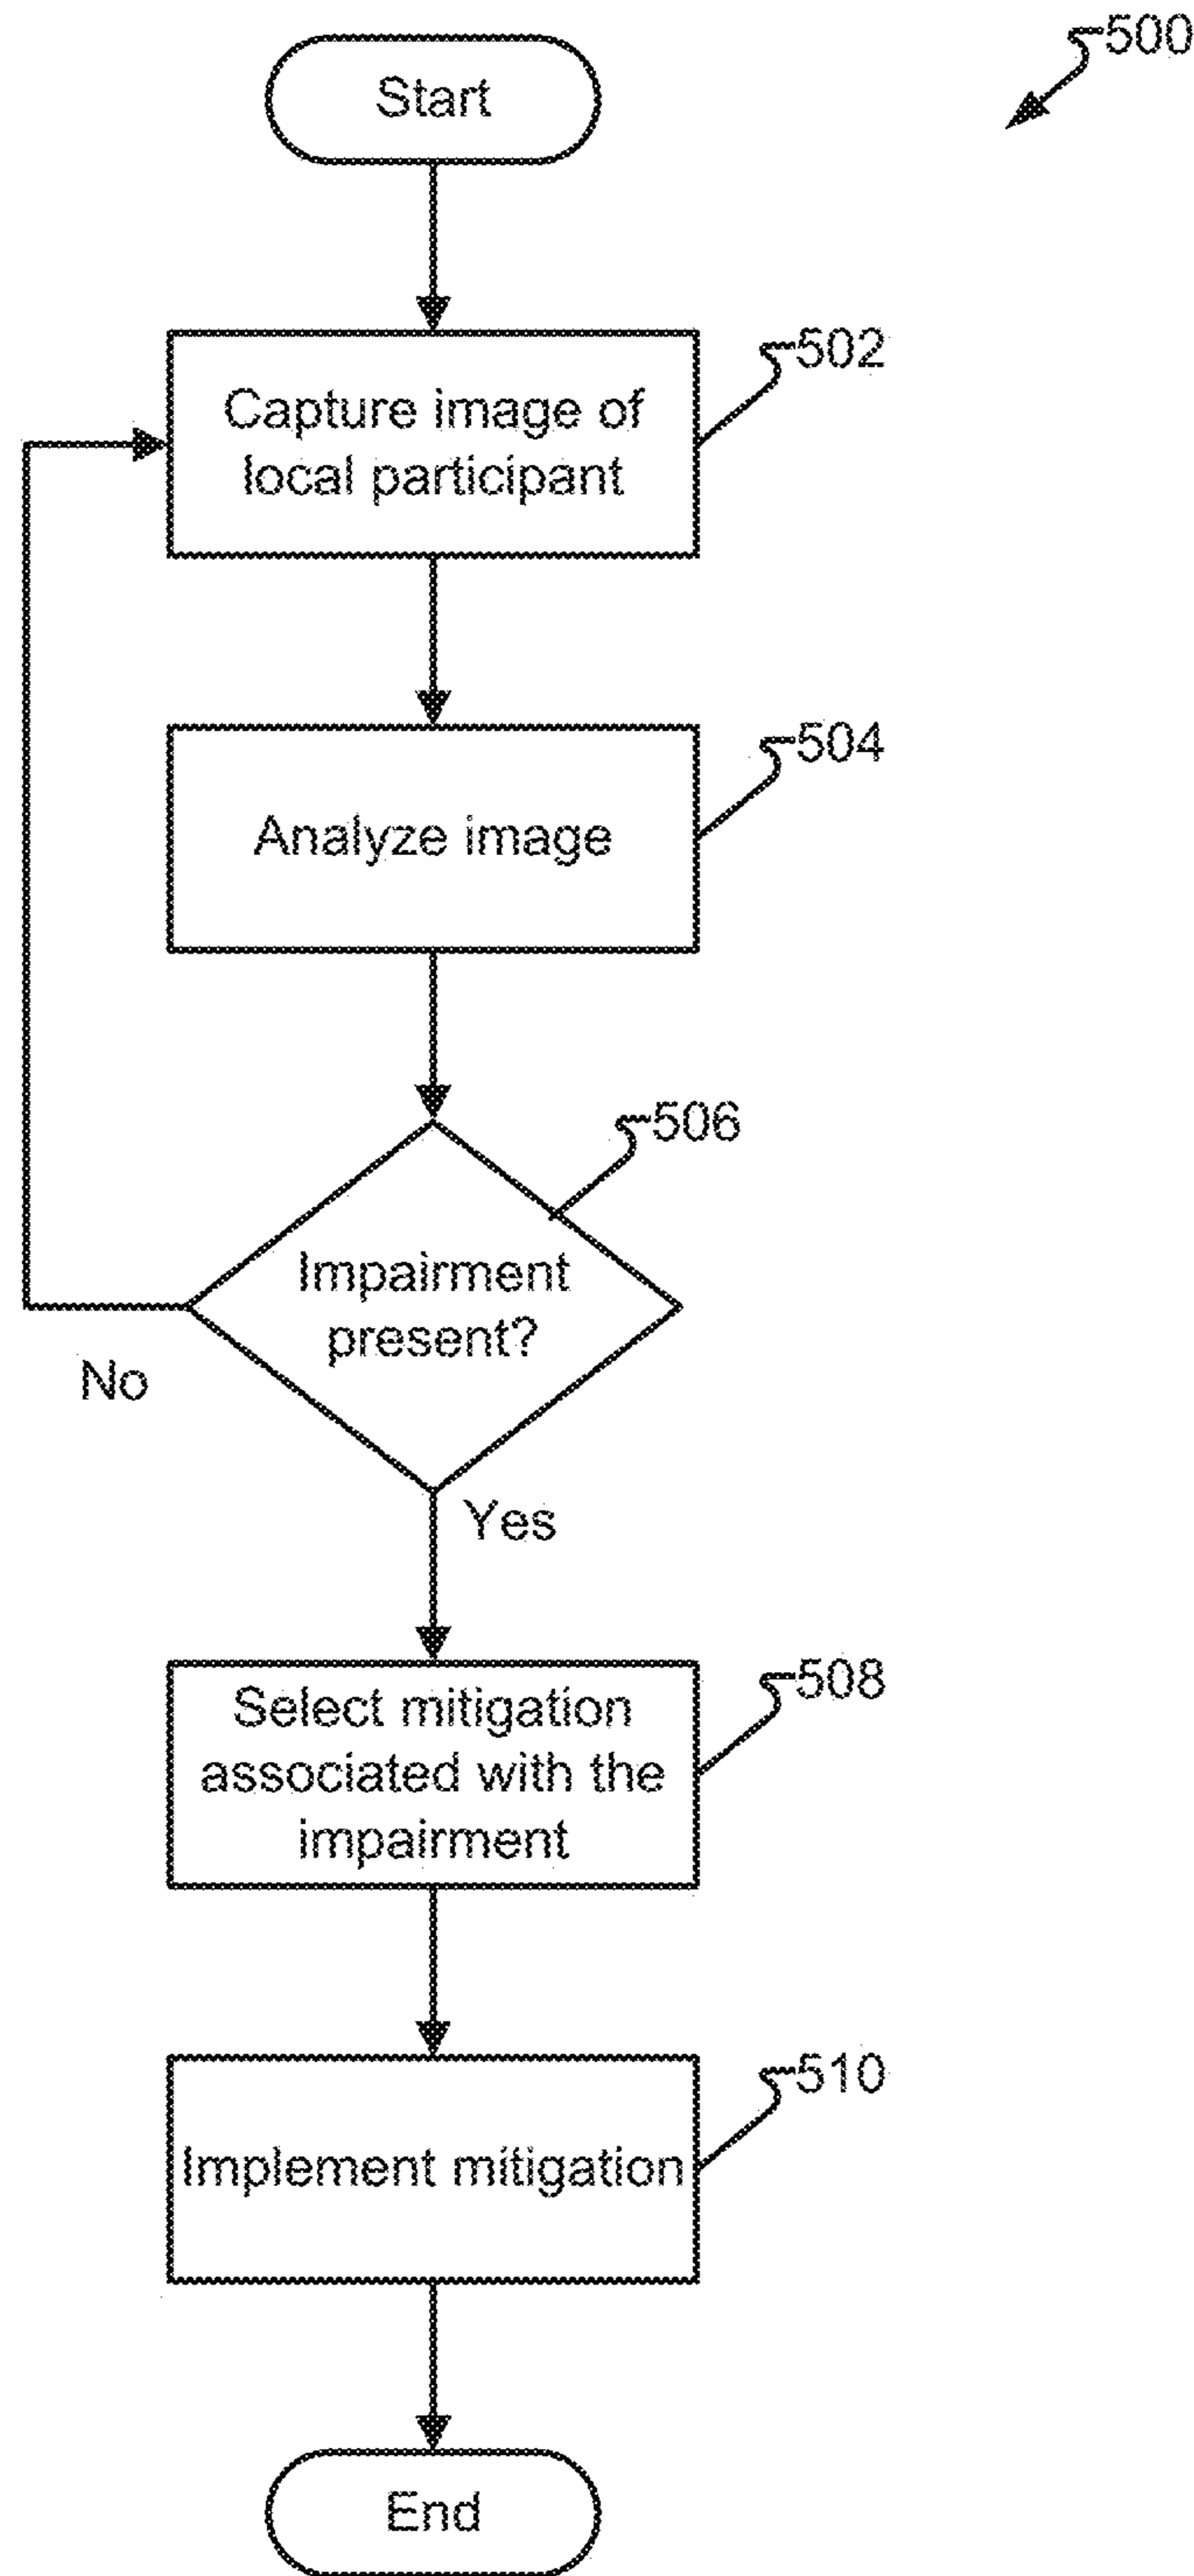 500
Start
502
Capture image of
local participant
504
Analyze image
506
Impairment
present?
No
Yes
508
Select mitigation
associated with the
impairment
510
Implement mitigation
End